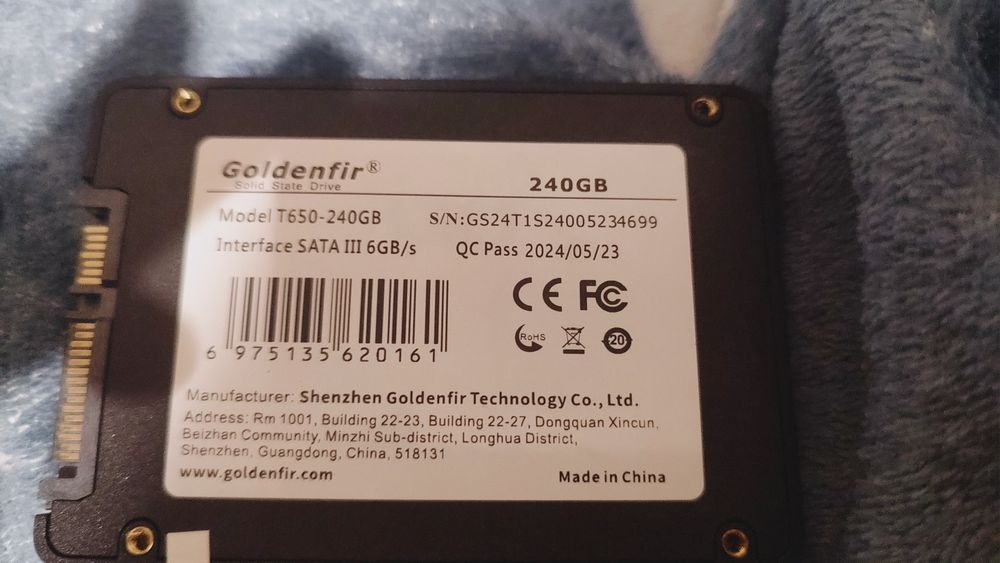 Goldenfir®
Solid State Drive
240GB
Model T650-240GB
S/N:GS24T1S24005234699
Interface SATA III 6GB/s
QC Pass 2024/05/23
CE FC
RoHS
20
6 975135 620161
Manufacturer: Shenzhen Goldenfir Technology Co., Ltd.
Address: Rm 1001, Building 22-23, Building 22-27, Dongquan Xincun,
Beizhan Community, Minzhi Sub-district, Longhua District,
Shenzhen, Guangdong, China, 518131
www.goldenfir.com
Made in China